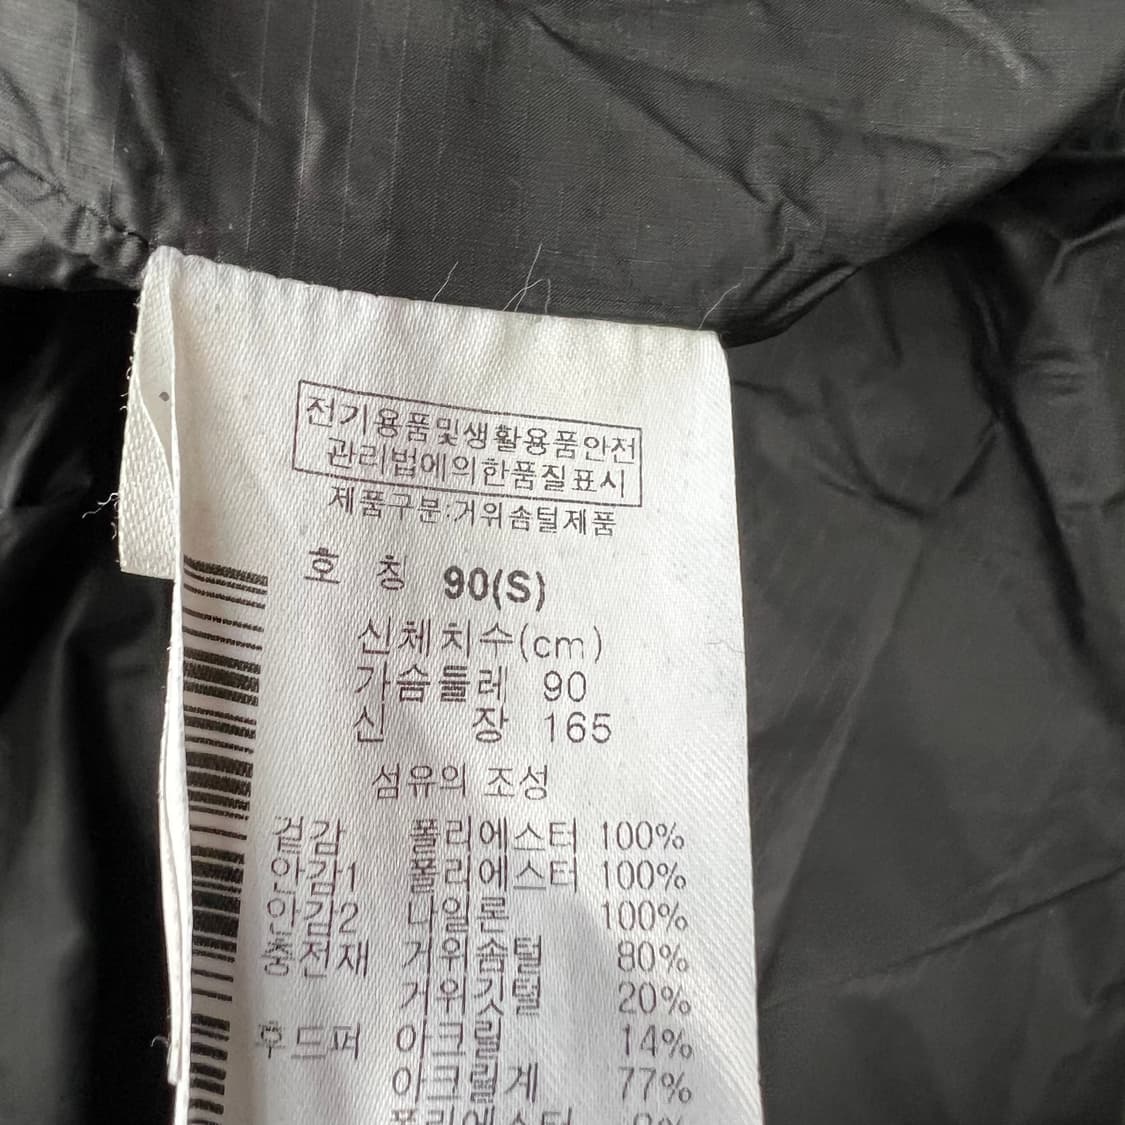 전기용품및생활용품안전
관리법에의한품질표시
제품구분:거위솜털제품
호 칭 90(S)
신체치수(cm)
가슴둘레 90
신 장 165
섬유의 조성
겉감 폴리에스터 100%
안감1 폴리에스터 100%
안감2 나일론 100%
충전재 거위솜털 80%
거위깃털 20%
후드퍼 아크릴 14%
아크릴계 77%
폴리에스터